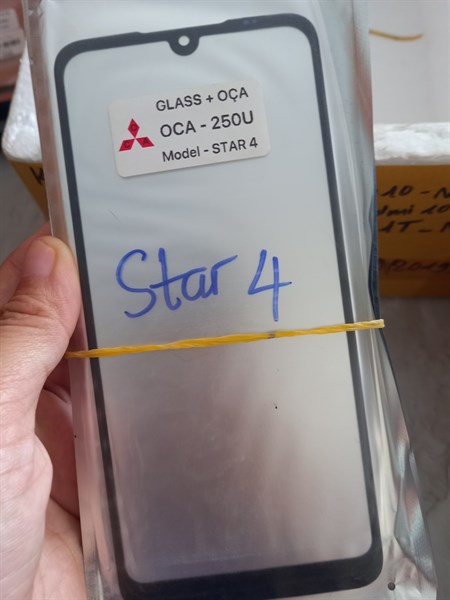 GLASS + OÇA
OCA - 250U
Model - STAR 4
Star 4